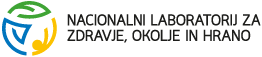 NACIONALNI LABORATORIJ ZA
ZDRAVJE, OKOLJE IN HRANO